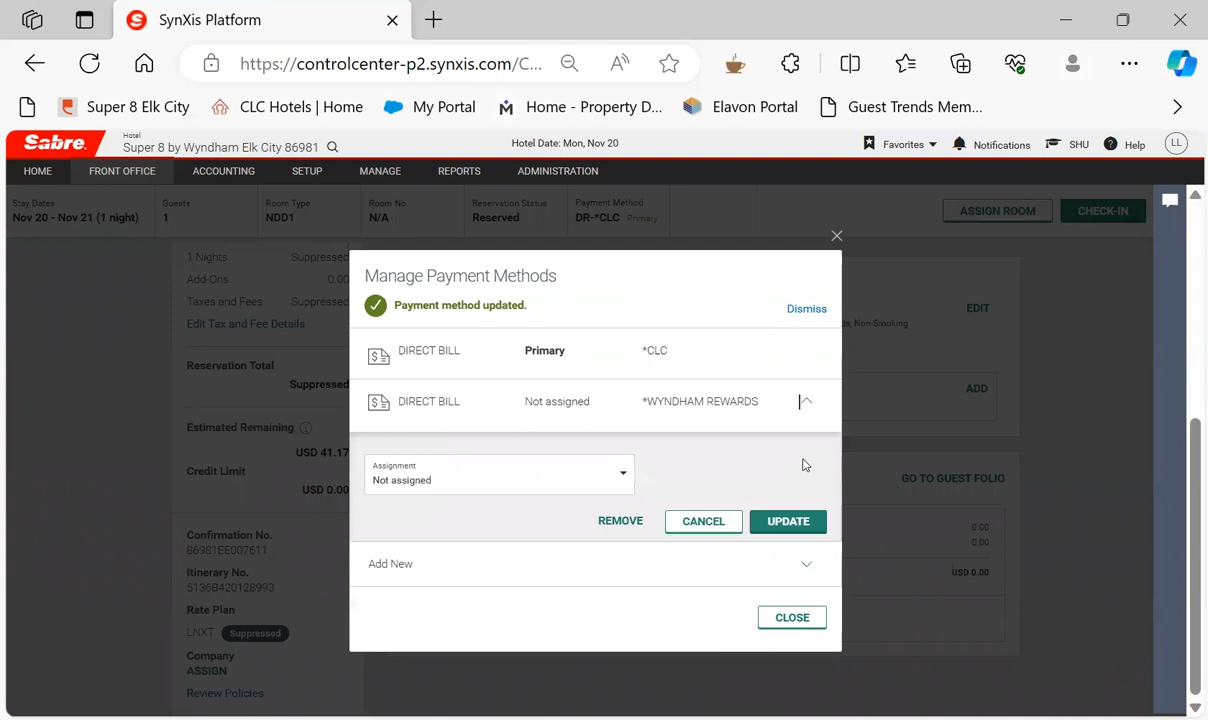 SynXis Platform
https://controlcenter-p2.synxis.com/C...
Super 8 Elk City
CLC Hotels | Home
My Portal
Home - Property D...
Elavon Portal
Guest Trends Mem...
Sabre.
Hotel
Super 8 by Wyndham Elk City 86981
Hotel Date: Mon, Nov 20
Favorites
Notifications
SHU
Help
LL
HOME
FRONT OFFICE
ACCOUNTING
SETUP
MANAGE
REPORTS
ADMINISTRATION
Stay Dates
Nov 20 - Nov 21 (1 night)
Guests
1
Room Type
NDD1
Room No.
N/A
Reservation Status
Reserved
Payment Method
DR-*CLC Primary
ASSIGN ROOM
CHECK-IN
1 Nights Suppressed
Add-Ons 0.00
Taxes and Fees Suppressed
Edit Tax and Fee Details
Reservation Total
Suppressed
Estimated Remaining
USD 41.17
Credit Limit
USD 0.00
Confirmation No.
86981EE007611
Itinerary No.
5136B420128993
Rate Plan
LNXT Suppressed
Company
ASSIGN
Review Policies
Manage Payment Methods
Payment method updated.
Dismiss
DIRECT BILL Primary *CLC
DIRECT BILL Not assigned *WYNDHAM REWARDS
Assignment
Not assigned
REMOVE
CANCEL
UPDATE
Add New
CLOSE
EDIT
ds, Non-Smoking
ADD
GO TO GUEST FOLIO
0.00
0.00
USD 0.00